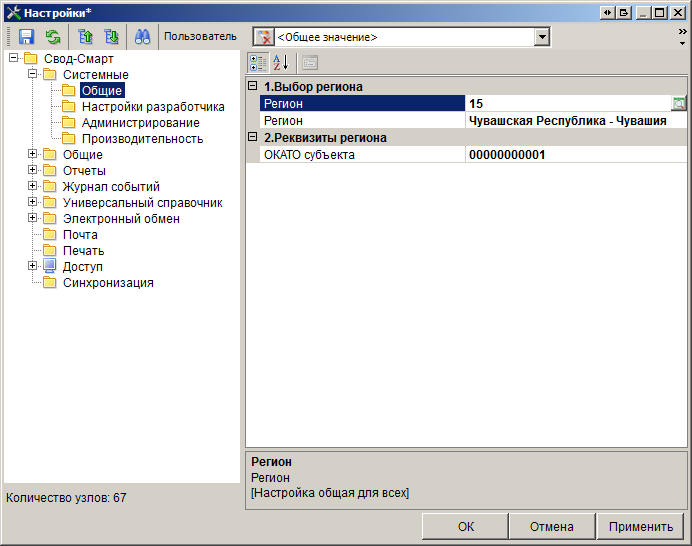 Настройки*
Пользователь
<Общее значение>
Свод-Смарт
Системные
Общие
Настройки разработчика
Администрирование
Производительность
Общие
Отчеты
Журнал событий
Универсальный справочник
Электронный обмен
Почта
Печать
Доступ
Синхронизация
Количество узлов: 67
1.Выбор региона
Регион 15
Регион Чувашская Республика - Чувашия
2.Реквизиты региона
ОКАТО субъекта 00000000001
Регион
Регион
[Настройка общая для всех]
ОК Отмена Применить